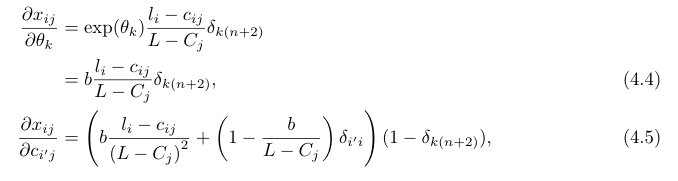 ∂x_{ij}/∂θ_k = exp(θ_k) (l_i − c_{ij})/(L − C_j) δ_{k(n+2)}
= b (l_i − c_{ij})/(L − C_j) δ_{k(n+2)}, (4.4)
∂x_{ij}/∂c_{i′j} = (b (l_i − c_{ij})/(L − C_j)^2 + (1 − b/(L − C_j)) δ_{i′i}) (1 − δ_{k(n+2)}), (4.5)